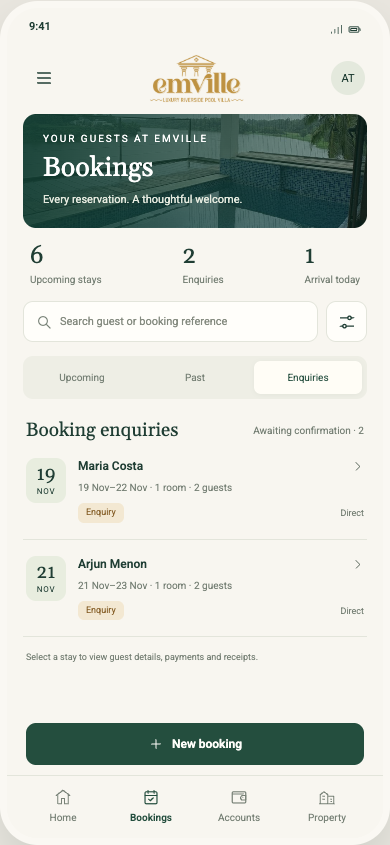 9:41
emville
LUXURY RIVERSIDE POOL VILLA
AT
YOUR GUESTS AT EMVILLE
Bookings
Every reservation. A thoughtful welcome.
6
Upcoming stays
2
Enquiries
1
Arrival today
Search guest or booking reference
Upcoming
Past
Enquiries
Booking enquiries
Awaiting confirmation · 2
19
NOV
Maria Costa
19 Nov–22 Nov · 1 room · 2 guests
Enquiry
Direct
21
NOV
Arjun Menon
21 Nov–23 Nov · 1 room · 2 guests
Enquiry
Direct
Select a stay to view guest details, payments and receipts.
+ New booking
Home
Bookings
Accounts
Property